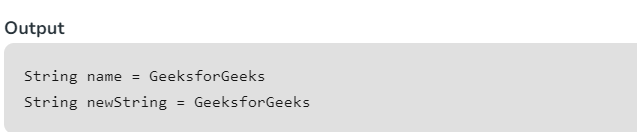 Output
String name = GeeksforGeeks
String newString = GeeksforGeeks